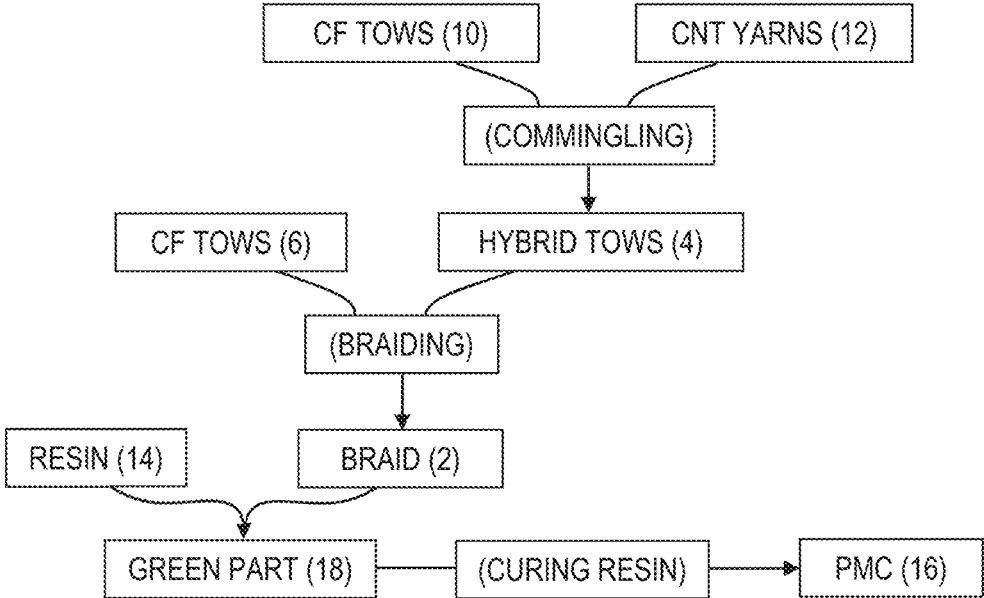 CF TOWS (10)
CNT YARNS (12)
(COMMINGLING)
CF TOWS (6)
HYBRID TOWS (4)
(BRAIDING)
RESIN (14)
BRAID (2)
GREEN PART (18)
(CURING RESIN)
PMC (16)